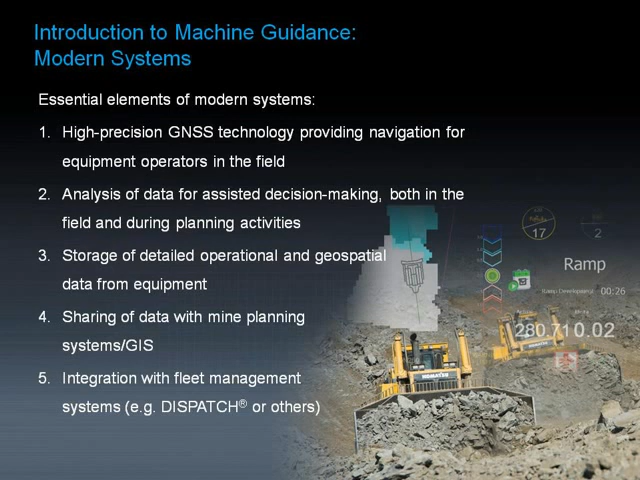 Introduction to Machine Guidance:
Modern Systems
Essential elements of modern systems:
1. High-precision GNSS technology providing navigation for
equipment operators in the field
2. Analysis of data for assisted decision-making, both in the
field and during planning activities
3. Storage of detailed operational and geospatial
data from equipment
4. Sharing of data with mine planning
systems/GIS
5. Integration with fleet management
systems (e.g. DISPATCH® or others)
17
2
Ramp
Ramp Development 00:26
280.71 0.02
KOMATSU